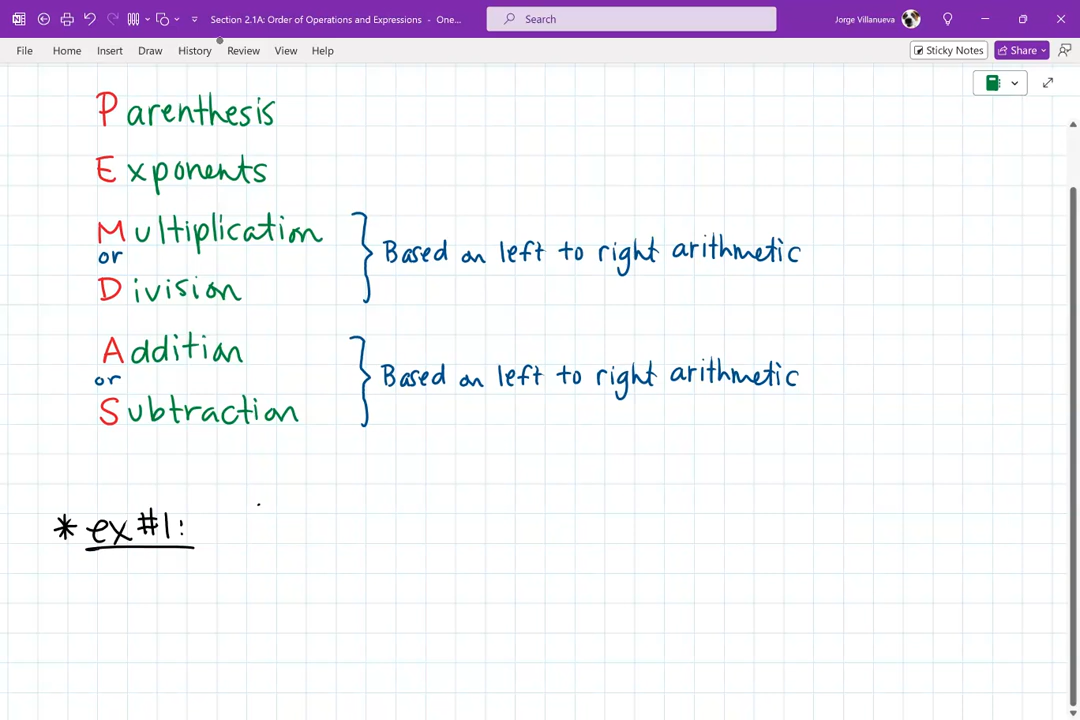 Section 2.1A: Order of Operations and Expressions - One...
Search
Jorge Villanueva
File Home Insert Draw History Review View Help
Sticky Notes
Share
Parenthesis
Exponents
Multiplication
or
Division
Based on left to right arithmetic
Addition
or
Subtraction
Based on left to right arithmetic
* ex #1: